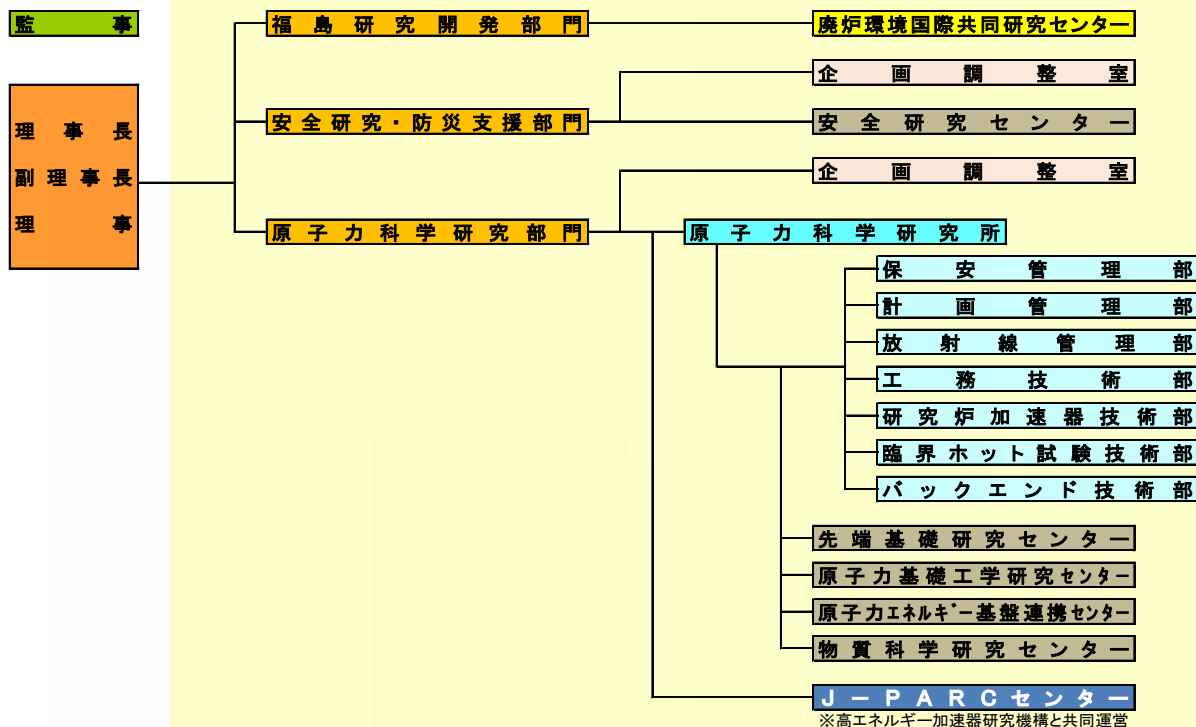 監事
福島研究開発部門
廃炉環境国際共同研究センター
企画調整室
理事長
副理事長
理事
安全研究・防災支援部門
安全研究センター
企画調整室
原子力科学研究部門
原子力科学研究所
保安管理部
計画管理部
放射線管理部
工務技術部
研究炉加速器技術部
臨界ホット試験技術部
バックエンド技術部
先端基礎研究センター
原子力基礎工学研究センター
原子力エネルギー基盤連携センター
物質科学研究センター
J－PARCセンター
※高エネルギー加速器研究機構と共同運営